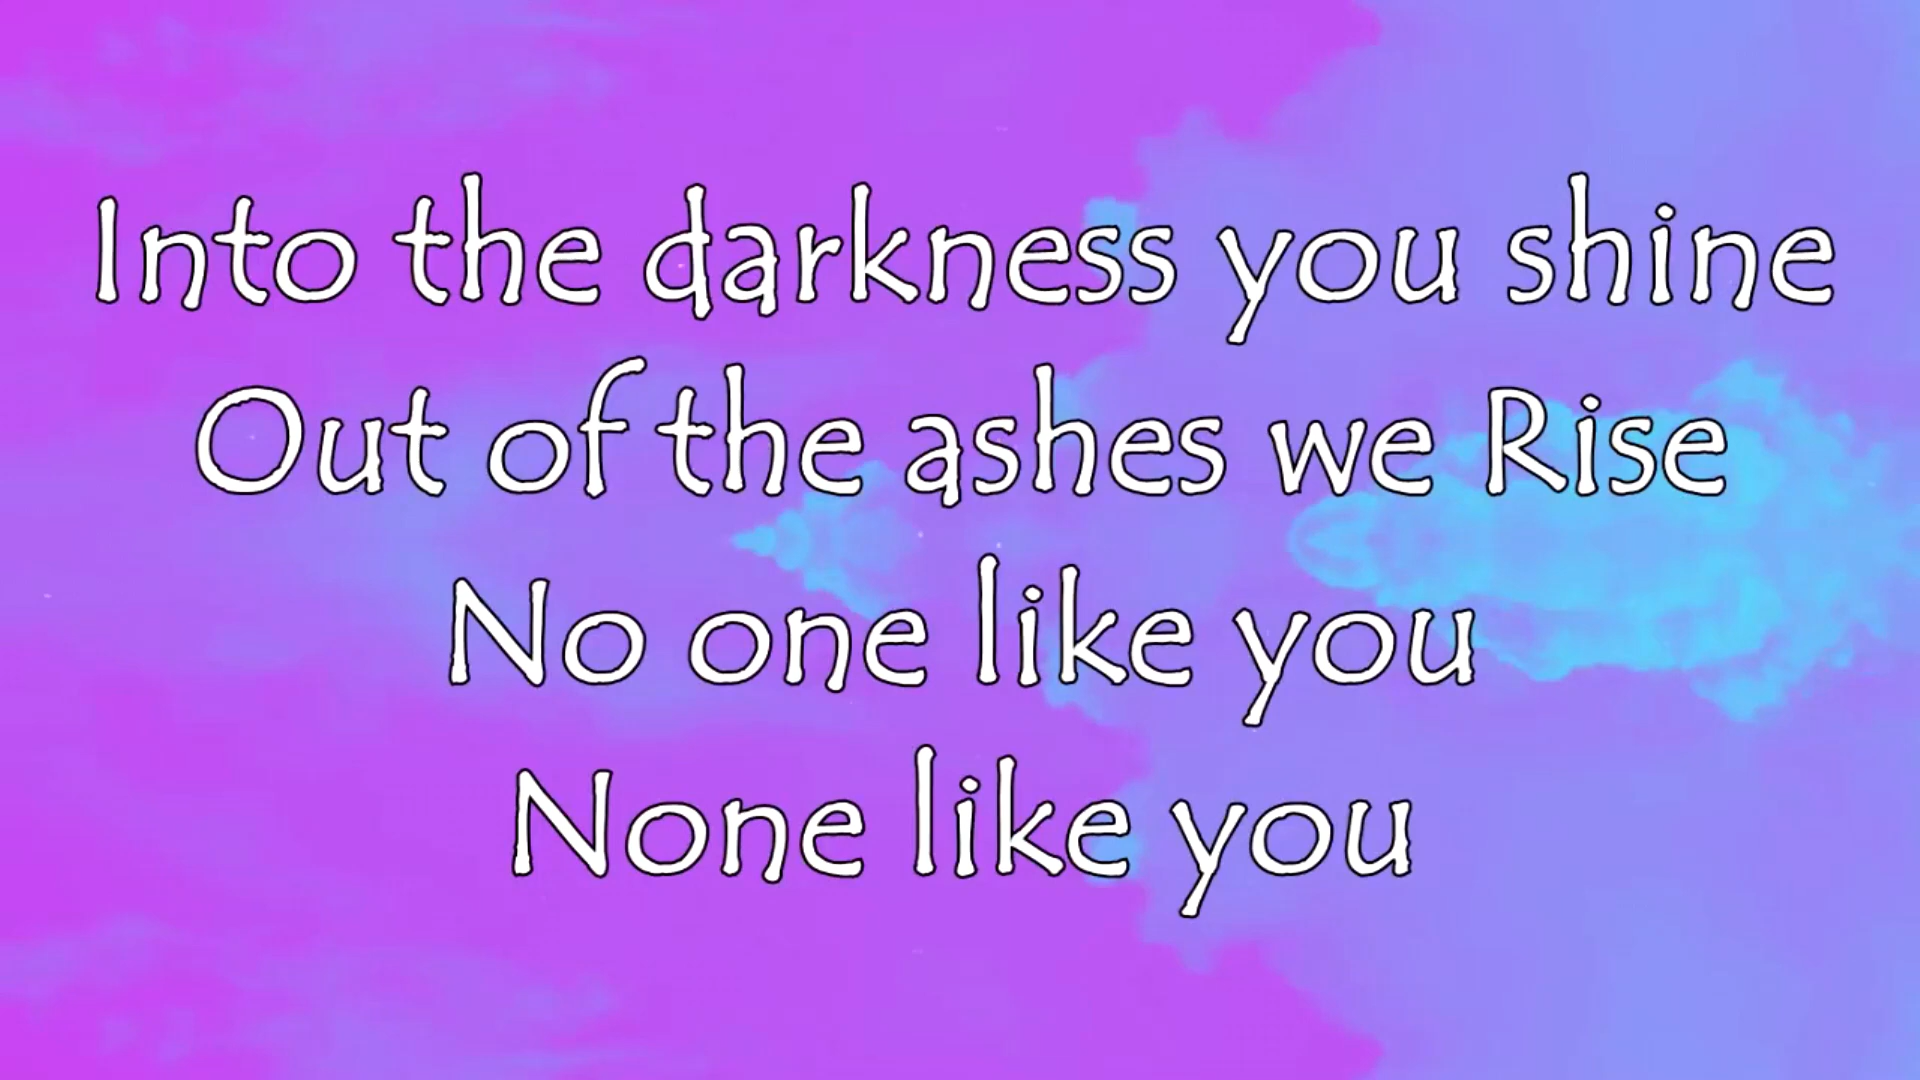 Into the darkness you shine
Out of the ashes we Rise
No one like you
None like you